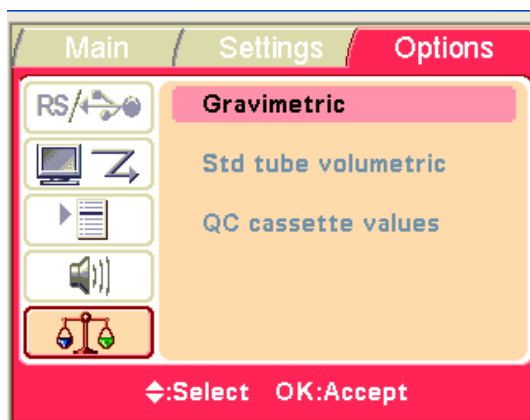 Main Settings Options
RS/
Gravimetric
Std tube volumetric
QC cassette values
:Select OK:Accept